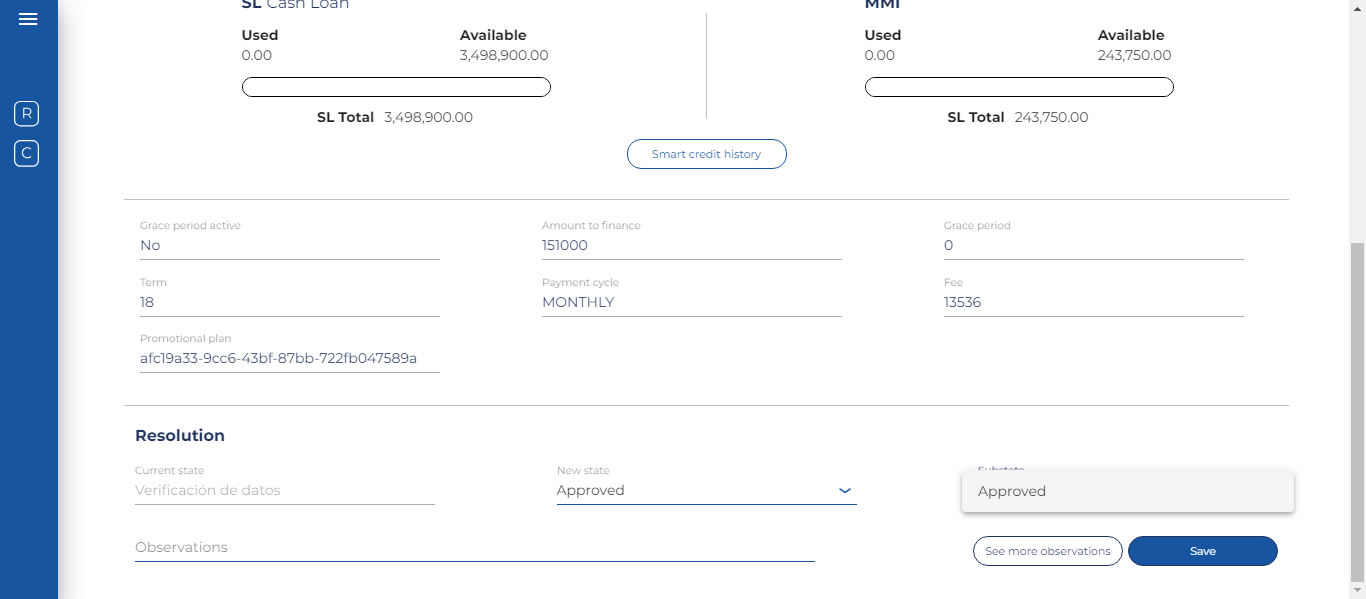 SL Cash Loan
MMI
Used
Available
Used
Available
0.00
3,498,900.00
0.00
243,750.00
SL Total 3,498,900.00
SL Total 243,750.00
R
C
Smart credit history
Grace period active
Amount to finance
Grace period
No
151000
0
Term
Payment cycle
Fee
18
MONTHLY
13536
Promotional plan
afc19a33-9cc6-43bf-87bb-722fb047589a
Resolution
Current state
New state
Substate
Verificación de datos
Approved
Approved
Observations
See more observations
Save